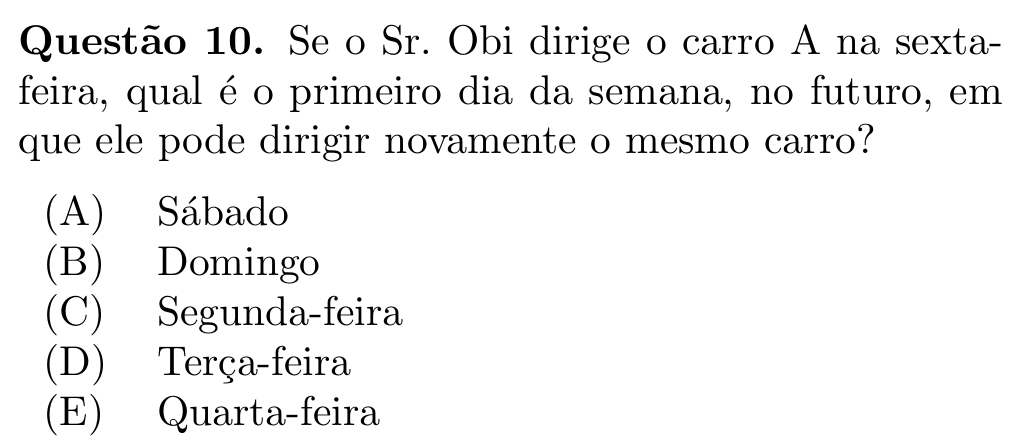 Questão 10. Se o Sr. Obi dirige o carro A na sexta-
feira, qual é o primeiro dia da semana, no futuro, em
que ele pode dirigir novamente o mesmo carro?
(A) Sábado
(B) Domingo
(C) Segunda-feira
(D) Terça-feira
(E) Quarta-feira